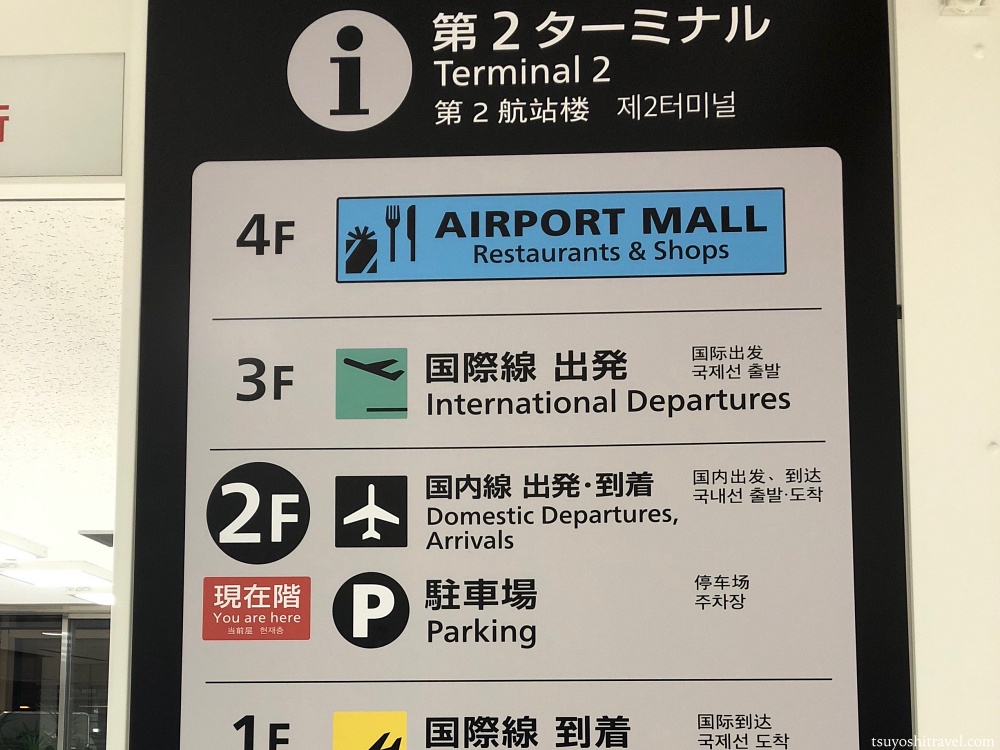 第2ターミナル
Terminal 2
第2航站楼 제2터미널
4F
AIRPORT MALL
Restaurants & Shops
3F
国際線 出発
国际出发
국제선 출발
International Departures
2F
国内線 出発・到着
国内出发、到达
국내선 출발·도착
Domestic Departures,
Arrivals
現在階
You are here
当前层 현재층
P
駐車場
停车场
주차장
Parking
1F
国際線 到着
国际到达
국제선 도착
tsuyoshitravel.com